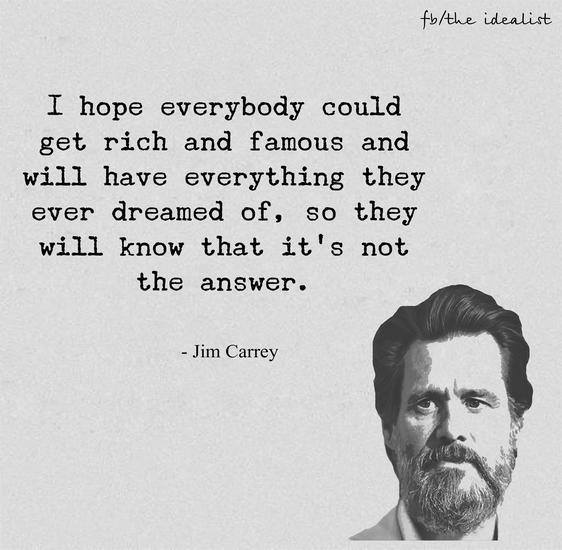 fb/the idealist
I hope everybody could
get rich and famous and
will have everything they
ever dreamed of, so they
will know that it's not
the answer.
- Jim Carrey